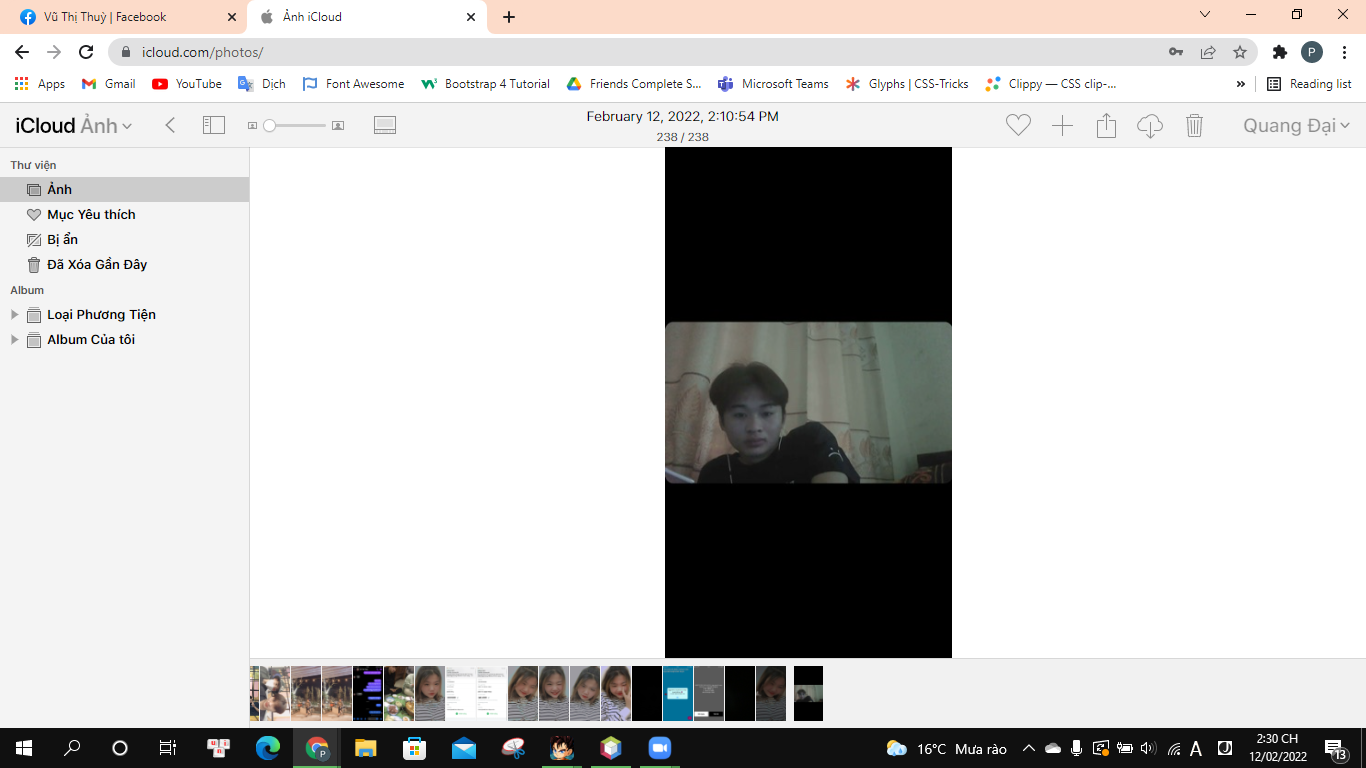 Vũ Thị Thuỷ | Facebook
Ảnh iCloud
icloud.com/photos/
P
Apps
Gmail
YouTube
Dịch
Font Awesome
Bootstrap 4 Tutorial
Friends Complete S...
Microsoft Teams
Glyphs | CSS-Tricks
Clippy — CSS clip-...
Reading list
iCloud Ảnh
February 12, 2022, 2:10:54 PM
238 / 238
Quang Đại
Thư viện
Ảnh
Mục Yêu thích
Bị ẩn
Đã Xóa Gần Đây
Album
Loại Phương Tiện
Album Của tôi
16°C Mưa rào
A
2:30 CH
12/02/2022
13